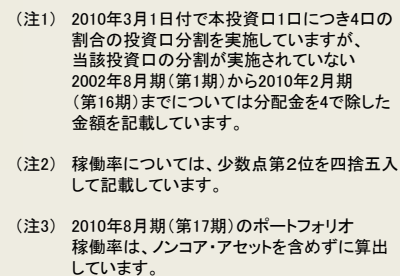 （注1） 2010年3月1日付で本投資口1口につき4口の
割合の投資口分割を実施していますが、
当該投資口の分割が実施されていない
2002年8月期（第1期）から2010年2月期
（第16期）までについては分配金を4で除した
金額を記載しています。
（注2） 稼働率については、少数点第２位を四捨五入
して記載しています。
（注3） 2010年8月期（第17期）のポートフォリオ
稼働率は、ノンコア・アセットを含めずに算出
しています。